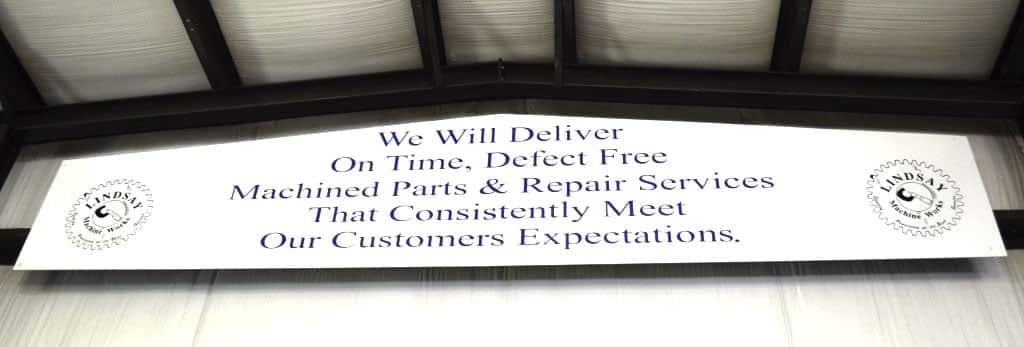 We Will Deliver
On Time, Defect Free
Machined Parts & Repair Services
That Consistently Meet
Our Customers Expectations.
LINDSAY
Machine Works
LINDSAY
Machine Works